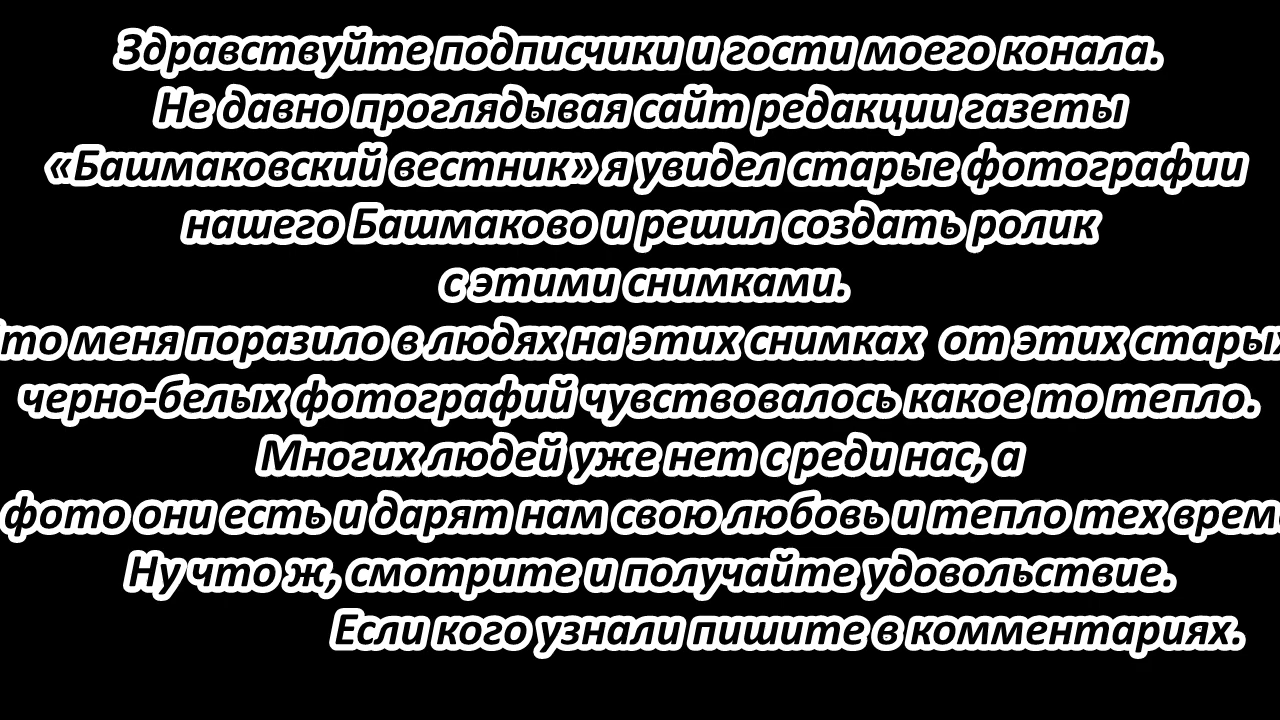 Здравствуйте подписчики и гости моего конала.
Не давно проглядывая сайт редакции газеты
«Башмаковский вестник» я увидел старые фотографии
нашего Башмаково и решил создать ролик
с этими снимками.
то меня поразило в людях на этих снимках от этих старых
черно-белых фотографий чувствовалось какое то тепло.
Многих людей уже нет с реди нас, а
фото они есть и дарят нам свою любовь и тепло тех врем
Ну что ж, смотрите и получайте удовольствие.
Если кого узнали пишите в комментариях.